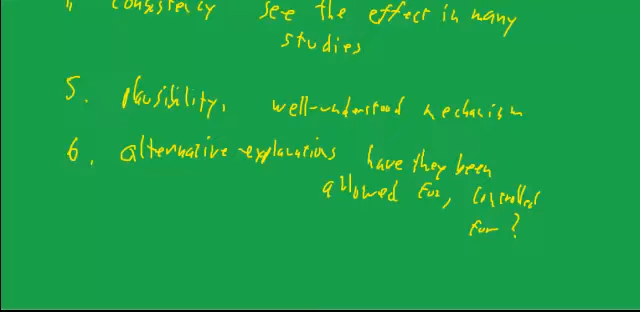 consistency see the effect in many
studies
5. plausibility, well-understood mechanism
6. alternative explanations have they been
allowed for, controlled
for?